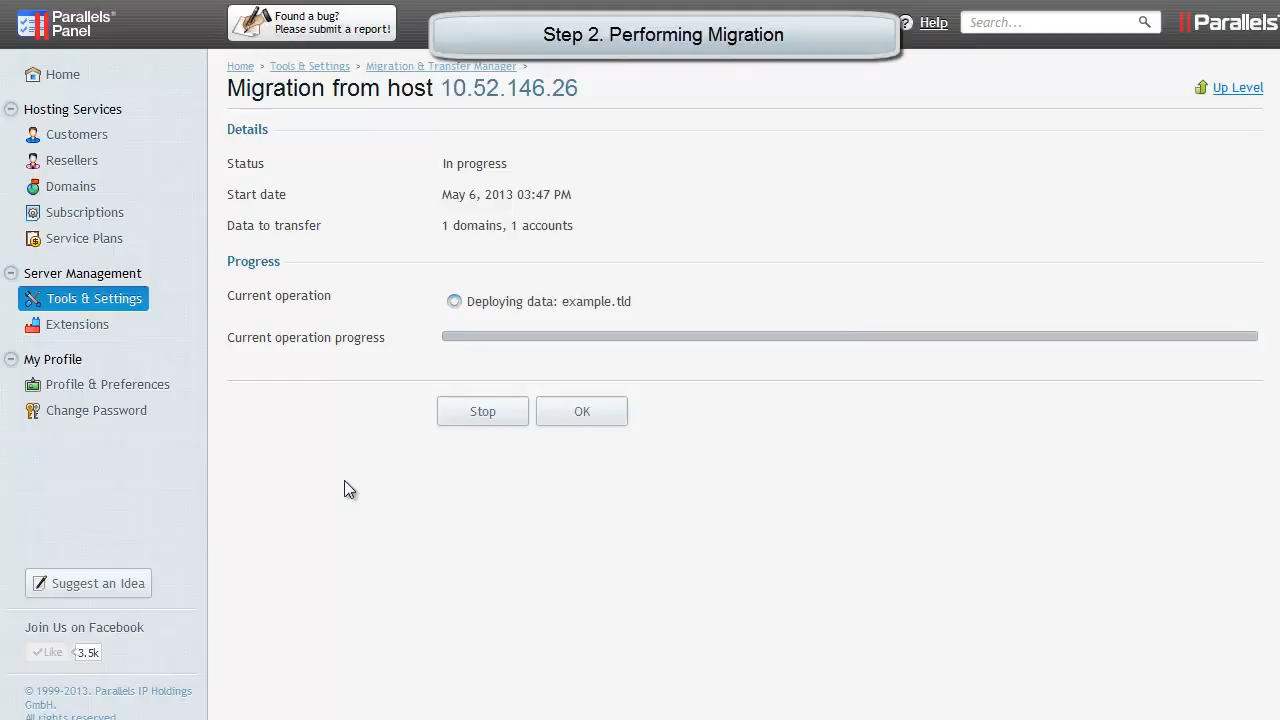 Parallels®
Panel
Found a bug?
Please submit a report!
Step 2. Performing Migration
Help
Search...
Parallels
Home
Hosting Services
Customers
Resellers
Domains
Subscriptions
Service Plans
Server Management
Tools & Settings
Extensions
My Profile
Profile & Preferences
Change Password
Suggest an Idea
Join Us on Facebook
Like 3.5k
© 1999-2013. Parallels IP Holdings
GmbH.
All rights reserved
Home > Tools & Settings > Migration & Transfer Manager >
Migration from host 10.52.146.26
Up Level
Details
Status In progress
Start date May 6, 2013 03:47 PM
Data to transfer 1 domains, 1 accounts
Progress
Current operation Deploying data: example.tld
Current operation progress
Stop OK